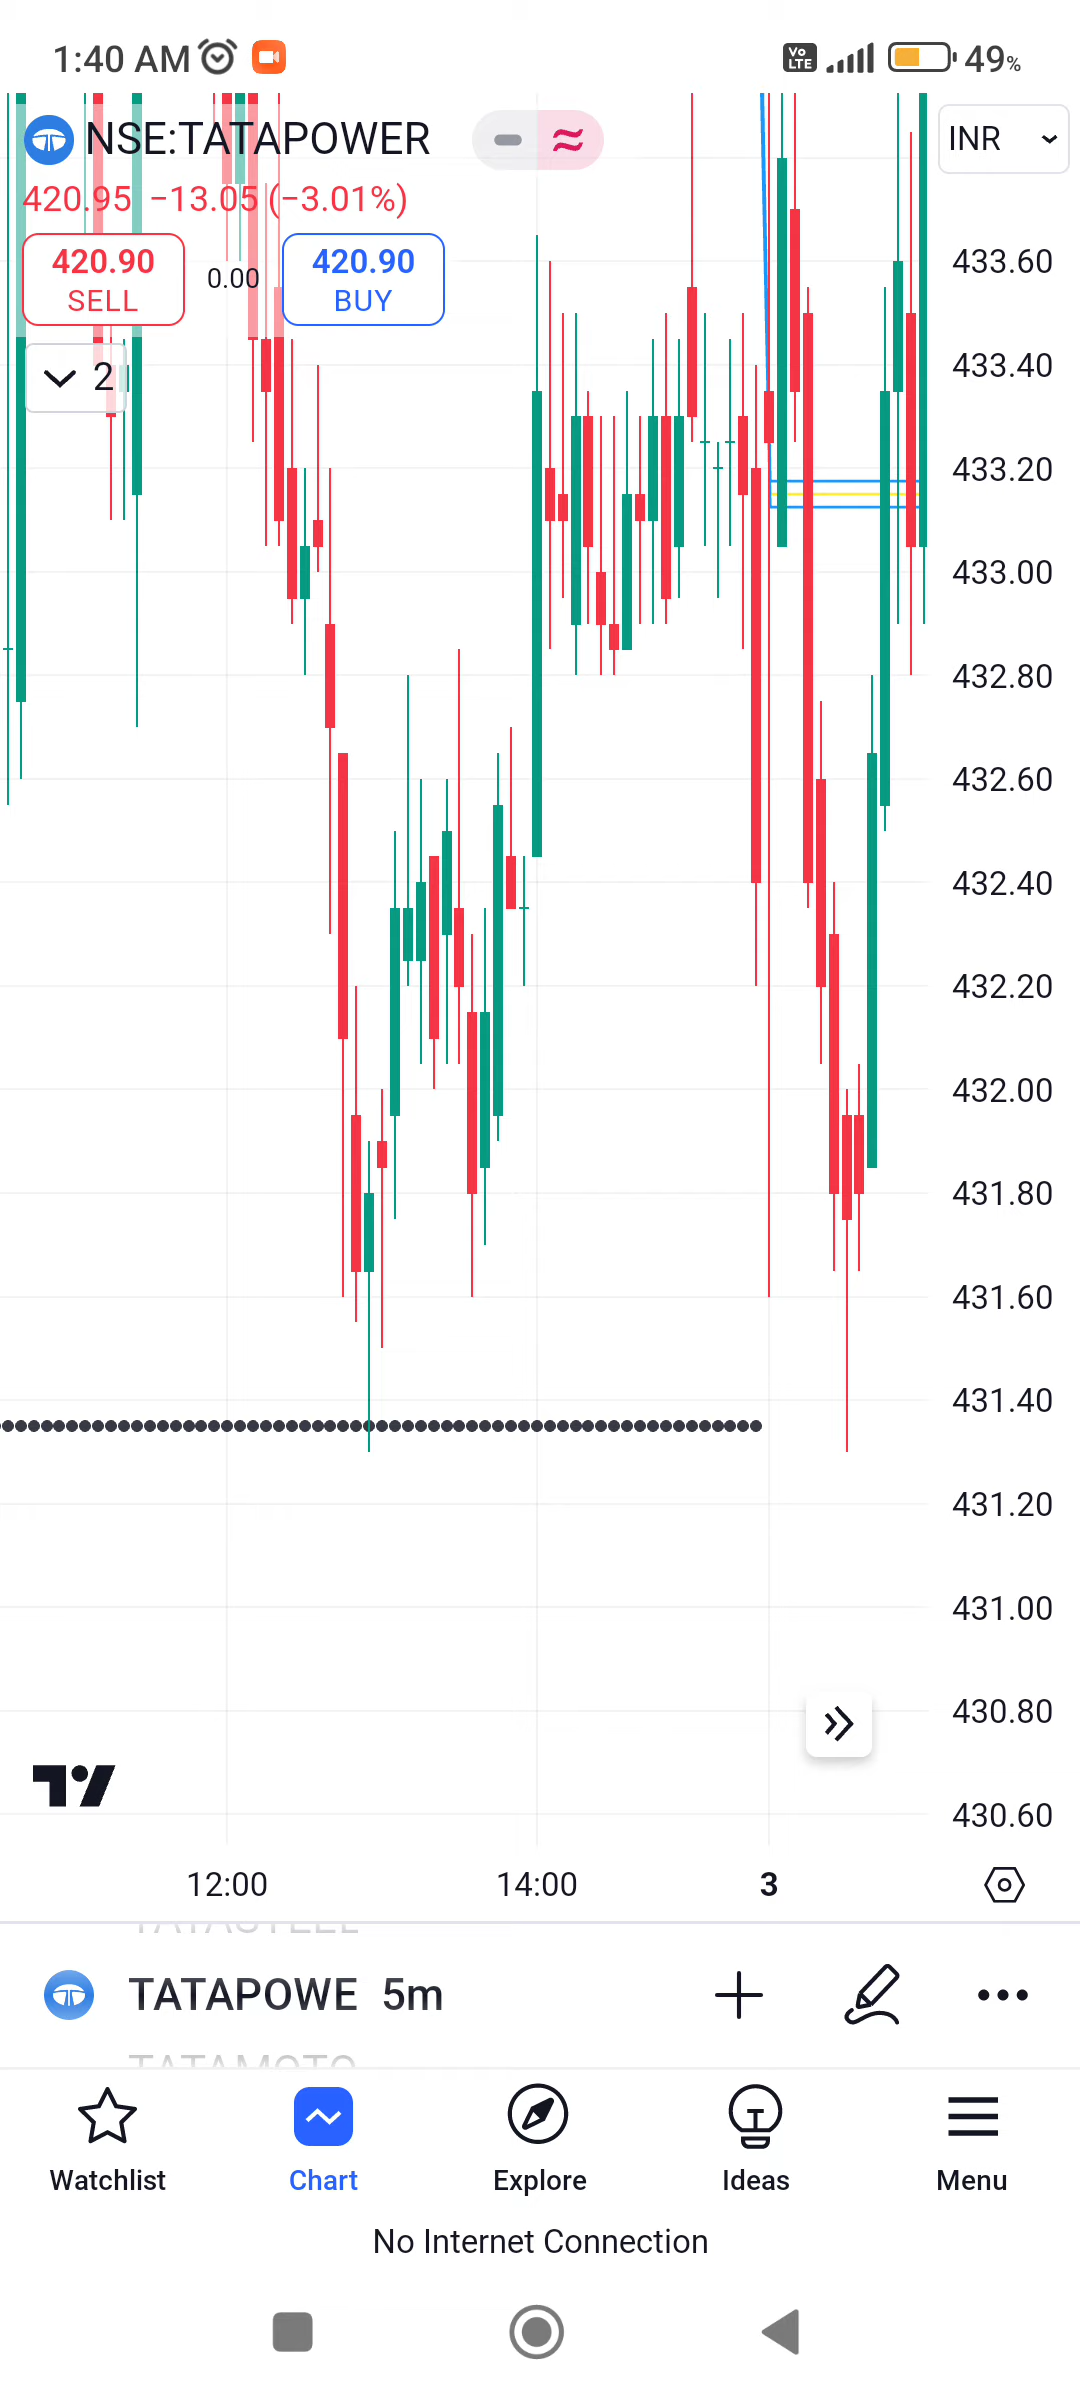 1:40 AM
Vo LTE
49%
NSE:TATAPOWER
INR
420.95 −13.05 (−3.01%)
420.90
SELL
0.00
420.90
BUY
2
433.60
433.40
433.20
433.00
432.80
432.60
432.40
432.20
432.00
431.80
431.60
431.40
431.20
431.00
430.80
430.60
12:00
14:00
3
TATAPOWE 5m
Watchlist
Chart
Explore
Ideas
Menu
No Internet Connection